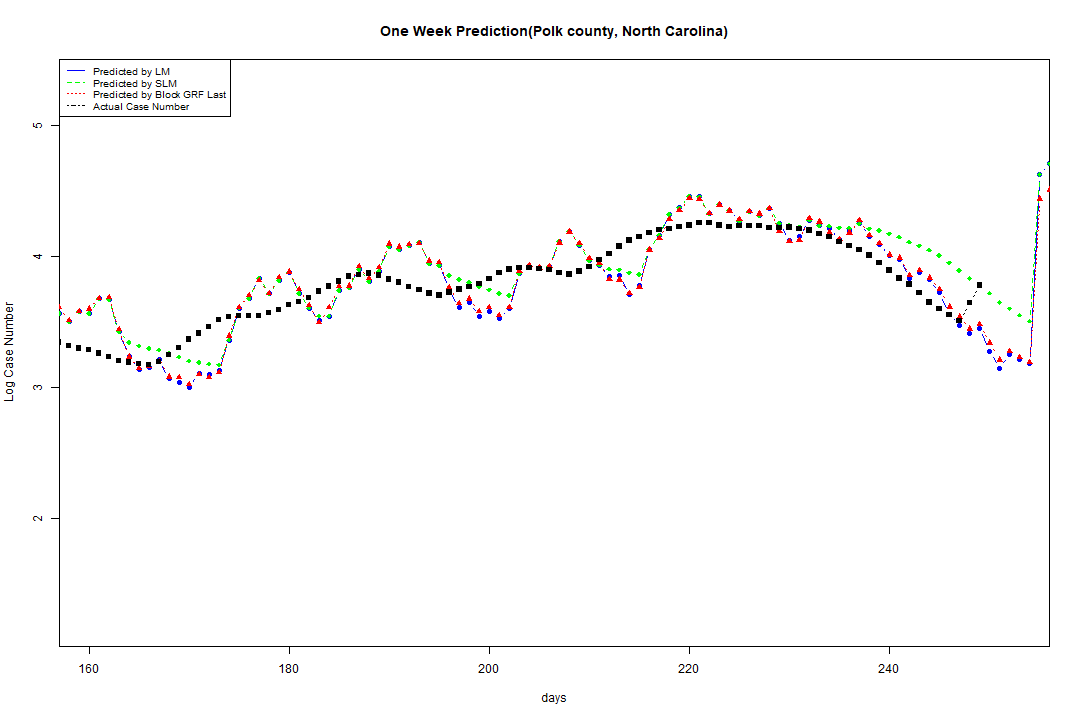 One Week Prediction(Polk county, North Carolina)
Predicted by LM
Predicted by SLM
Predicted by Block GRF Last
Actual Case Number
5
4
3
2
Log Case Number
160 180 200 220 240
days